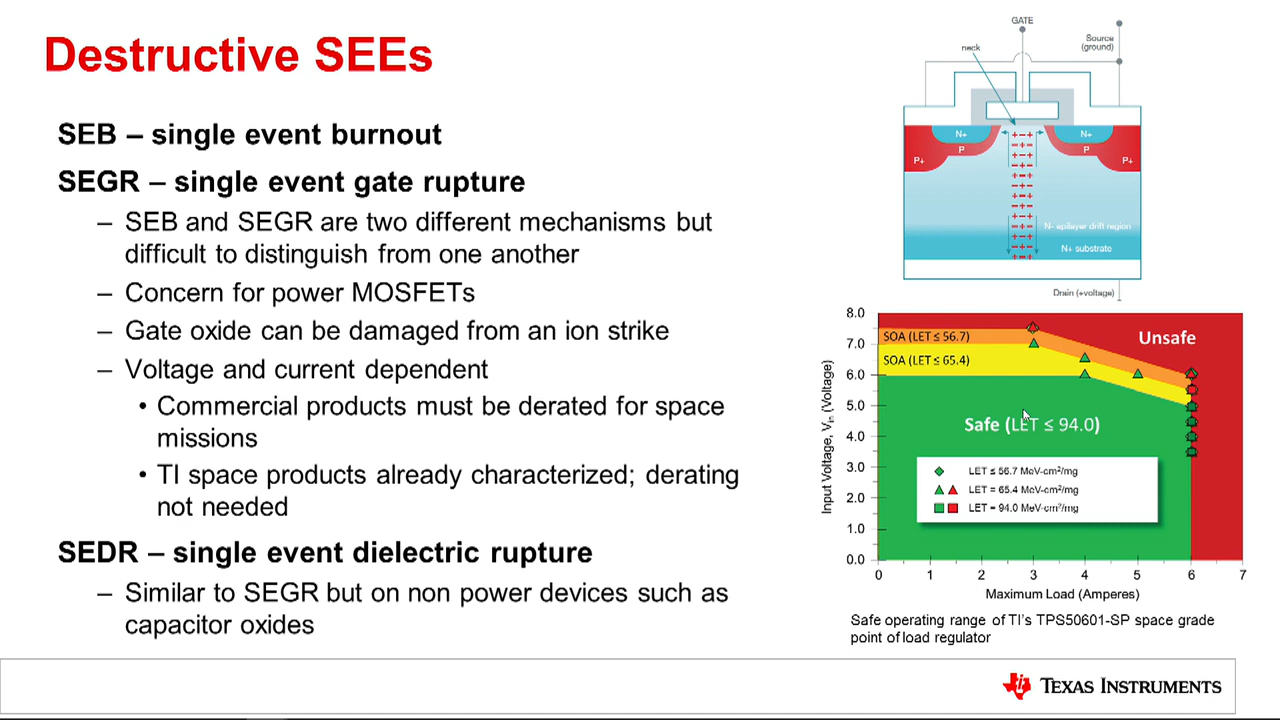 Destructive SEEs
SEB – single event burnout
SEGR – single event gate rupture
– SEB and SEGR are two different mechanisms but
difficult to distinguish from one another
– Concern for power MOSFETs
– Gate oxide can be damaged from an ion strike
– Voltage and current dependent
• Commercial products must be derated for space
missions
• TI space products already characterized; derating
not needed
SEDR – single event dielectric rupture
– Similar to SEGR but on non power devices such as
capacitor oxides
GATE
Source
(ground)
neck
N+
N+
P
P
P+
P+
N- epilayer drift region
N+ substrate
Drain (+voltage)
8.0
7.0
6.0
5.0
4.0
3.0
2.0
1.0
0.0
Input Voltage, Vin (Voltage)
SOA (LET ≤ 56.7)
Unsafe
SOA (LET ≤ 65.4)
Safe (LET ≤ 94.0)
LET ≤ 56.7 MeV-cm²/mg
LET = 65.4 MeV-cm²/mg
LET = 94.0 MeV-cm²/mg
0 1 2 3 4 5 6 7
Maximum Load (Amperes)
Safe operating range of TI's TPS50601-SP space grade
point of load regulator
TEXAS INSTRUMENTS